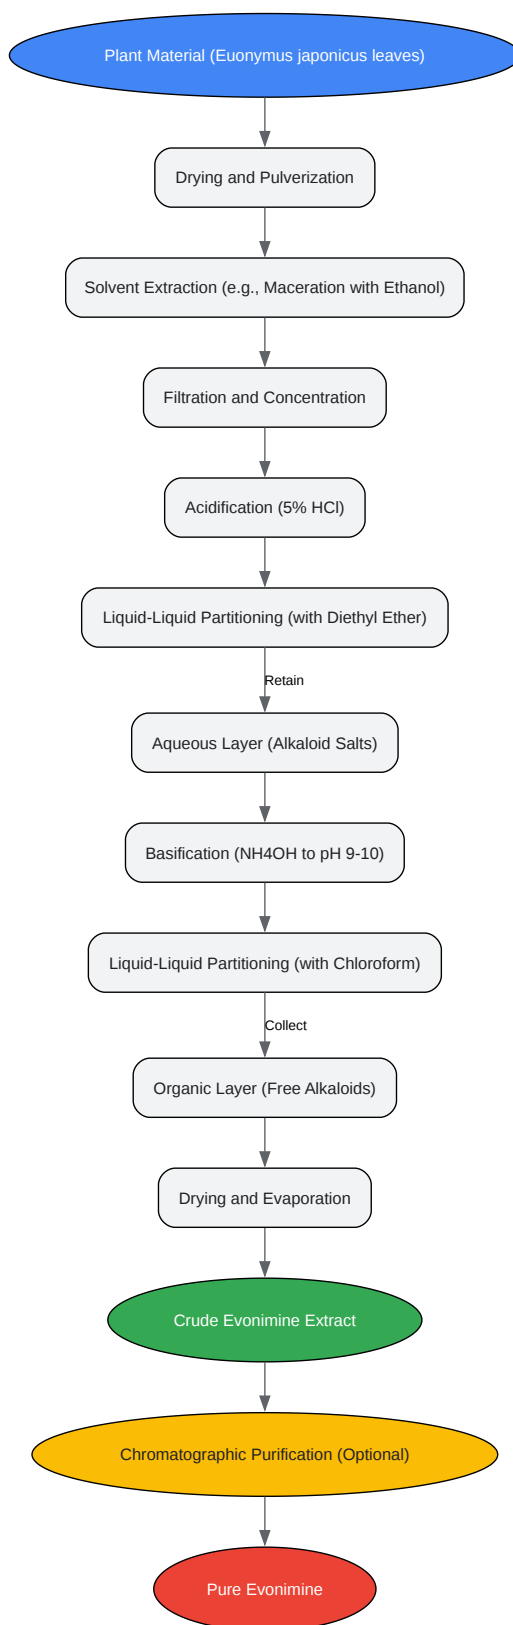 Plant Material (Euonymus japonicus leaves)
Drying and Pulverization
Solvent Extraction (e.g., Maceration with Ethanol)
Filtration and Concentration
Acidification (5% HCl)
Liquid-Liquid Partitioning (with Diethyl Ether)
Retain
Aqueous Layer (Alkaloid Salts)
Basification (NH4OH to pH 9-10)
Liquid-Liquid Partitioning (with Chloroform)
Collect
Organic Layer (Free Alkaloids)
Drying and Evaporation
Crude Evonimine Extract
Chromatographic Purification (Optional)
Pure Evonimine